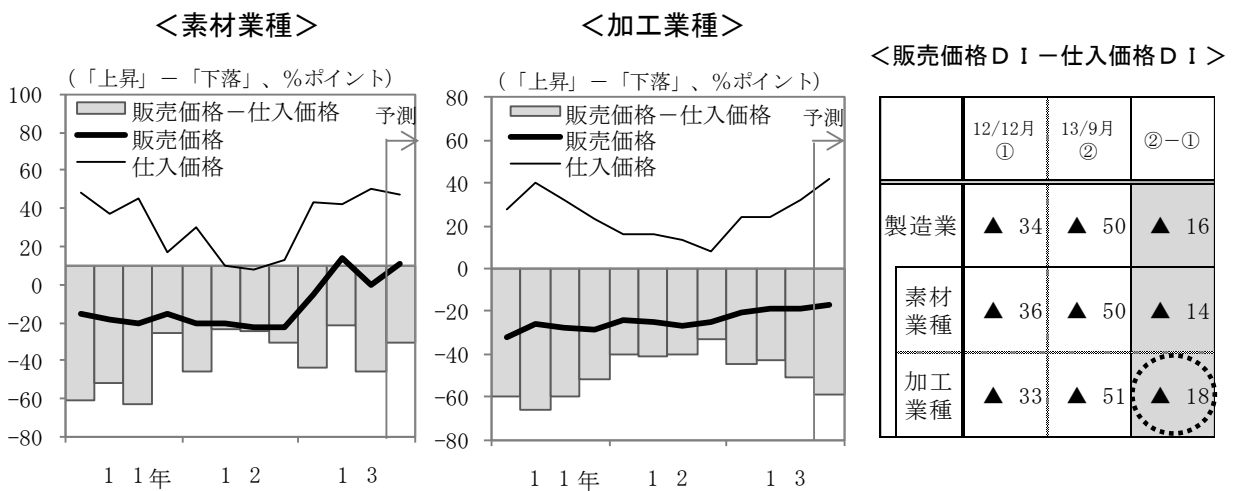 ＜素材業種＞
（「上昇」－「下落」、％ポイント）
100
80
60
40
20
0
−20
−40
−60
−80
販売価格－仕入価格
販売価格
仕入価格
予測
１１年
１２
１３
＜加工業種＞
（「上昇」－「下落」、％ポイント）
80
60
40
20
0
−20
−40
−60
−80
販売価格－仕入価格
販売価格
仕入価格
予測
１１年
１２
１３
＜販売価格ＤＩ－仕入価格ＤＩ＞
12/12月 13/9月 ②－①
① ②
製造業 ▲ 34 ▲ 50 ▲ 16
素材
業種 ▲ 36 ▲ 50 ▲ 14
加工
業種 ▲ 33 ▲ 51 ▲ 18